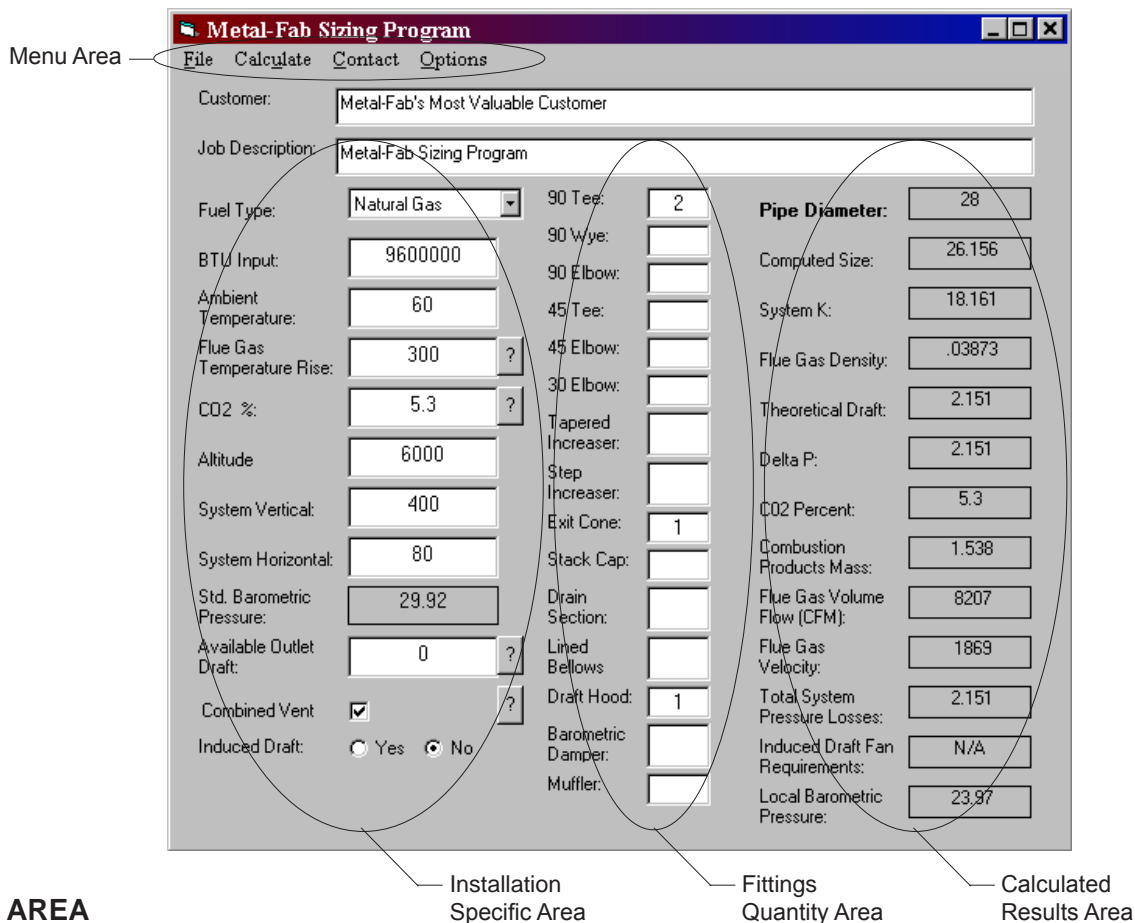 Metal-Fab Sizing Program
Menu Area
File Calculate Contact Options
Customer:
Metal-Fab's Most Valuable Customer
Job Description:
Metal-Fab Sizing Program
Fuel Type:
Natural Gas
BTU Input:
9600000
Ambient
Temperature:
60
Flue Gas
Temperature Rise:
300
?
CO2 %:
5.3
?
Altitude
6000
System Vertical:
400
System Horizontal:
80
Std. Barometric
Pressure:
29.92
Available Outlet
Draft:
0
?
Combined Vent
?
Induced Draft:
Yes
No
90 Tee:
2
90 Wye:
90 Elbow:
45 Tee:
45 Elbow:
30 Elbow:
Tapered
Increaser:
Step
Increaser:
Exit Cone:
1
Stack Cap:
Drain
Section:
Lined
Bellows
Draft Hood:
1
Barometric
Damper:
Muffler:
Pipe Diameter:
28
Computed Size:
26.156
System K:
18.161
Flue Gas Density:
.03873
Theoretical Draft:
2.151
Delta P:
2.151
CO2 Percent:
5.3
Combustion
Products Mass:
1.538
Flue Gas Volume
Flow (CFM):
8207
Flue Gas
Velocity:
1869
Total System
Pressure Losses:
2.151
Induced Draft Fan
Requirements:
N/A
Local Barometric
Pressure:
23.97
Installation
Specific Area
Fittings
Quantity Area
Calculated
Results Area
AREA